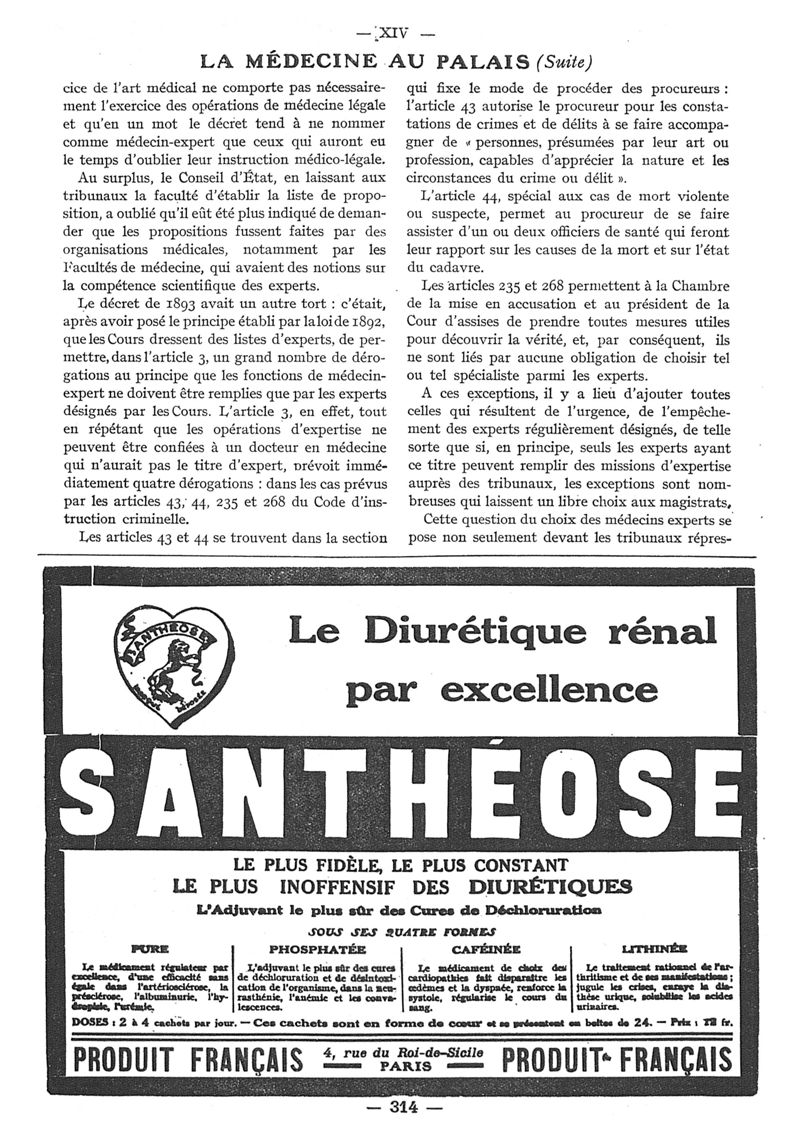 — XIV —
LA MÉDECINE AU PALAIS (Suite)
cice de l'art médical ne comporte pas nécessaire-
ment l'exercice des opérations de médecine légale
et qu'en un mot le décret tend à ne nommer
comme médecin-expert que ceux qui auront eu
le temps d'oublier leur instruction médico-légale.
Au surplus, le Conseil d'État, en laissant aux
tribunaux la faculté d'établir la liste de propo-
sition, a oublié qu'il eût été plus indiqué de deman-
der que les propositions fussent faites par des
organisations médicales, notamment par les
Facultés de médecine, qui avaient des notions sur
la compétence scientifique des experts.
Le décret de 1893 avait un autre tort : c'était,
après avoir posé le principe établi par la loi de 1892,
que les Cours dressent des listes d'experts, de per-
mettre, dans l'article 3, un grand nombre de déro-
gations au principe que les fonctions de médecin-
expert ne doivent être remplies que par les experts
désignés par les Cours. L'article 3, en effet, tout
en répétant que les opérations d'expertise ne
peuvent être confiées à un docteur en médecine
qui n'aurait pas le titre d'expert, prévoit immé-
diatement quatre dérogations : dans les cas prévus
par les articles 43, 44, 235 et 268 du Code d'ins-
truction criminelle.
Les articles 43 et 44 se trouvent dans la section
qui fixe le mode de procéder des procureurs :
l'article 43 autorise le procureur pour les consta-
tations de crimes et de délits à se faire accompa-
gner de « personnes, présumées par leur art ou
profession, capables d'apprécier la nature et les
circonstances du crime ou délit ».
L'article 44, spécial aux cas de mort violente
ou suspecte, permet au procureur de se faire
assister d'un ou deux officiers de santé qui feront
leur rapport sur les causes de la mort et sur l'état
du cadavre.
Les articles 235 et 268 permettent à la Chambre
de la mise en accusation et au président de la
Cour d'assises de prendre toutes mesures utiles
pour découvrir la vérité, et, par conséquent, ils
ne sont liés par aucune obligation de choisir tel
ou tel spécialiste parmi les experts.
A ces exceptions, il y a lieu d'ajouter toutes
celles qui résultent de l'urgence, de l'empêche-
ment des experts régulièrement désignés, de telle
sorte que si, en principe, seuls les experts ayant
ce titre peuvent remplir des missions d'expertise
auprès des tribunaux, les exceptions sont nom-
breuses qui laissent un libre choix aux magistrats.
Cette question du choix des médecins experts se
pose non seulement devant les tribunaux répres-
SANTHÉOSE
Le Diurétique rénal
par excellence
SANTHÉOSE
LE PLUS FIDÈLE, LE PLUS CONSTANT
LE PLUS INOFFENSIF DES DIURÉTIQUES
L'Adjuvant le plus sûr des Cures de Déchloruration
SOUS SES QUATRE FORMES
PURE
Le médicament régulateur par
excellence, d'une efficacité sans
égale dans l'artériosclérose, la
présclérose, l'albuminurie, l'hy-
dropisie, l'urémie.
PHOSPHATÉE
L'adjuvant le plus sûr des cures
de déchloruration et de désintoxi-
cation de l'organisme, dans la neu-
rasthénie, l'anémie et les conva-
lescences.
CAFÉINÉE
Le médicament de choix des
cardiopathies fait disparaître les
œdèmes et la dyspnée, renforce la
systole, régularise le cours du
sang.
LITHINÉE
Le traitement rationnel de l'ar-
thritisme et de ses manifestations ;
jugule les crises, enraye la dia-
thèse urique, solubilise les acides
urinaires.
DOSES : 2 à 4 cachets par jour. — Ces cachets sont en forme de cœur et se présentent en boîtes de 24. — Prix : fr.
PRODUIT FRANÇAIS
4, rue du Roi-de-Sicile
PARIS
PRODUIT FRANÇAIS
— 314 —